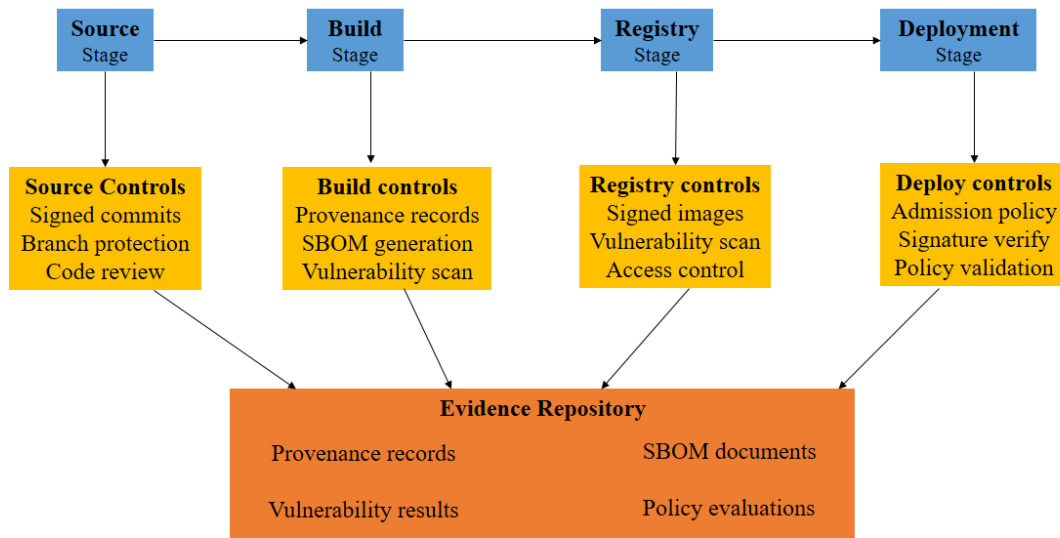 Source
Stage
Build
Stage
Registry
Stage
Deployment
Stage
Source Controls
Signed commits
Branch protection
Code review
Build controls
Provenance records
SBOM generation
Vulnerability scan
Registry controls
Signed images
Vulnerability scan
Access control
Deploy controls
Admission policy
Signature verify
Policy validation
Evidence Repository
Provenance records
SBOM documents
Vulnerability results
Policy evaluations